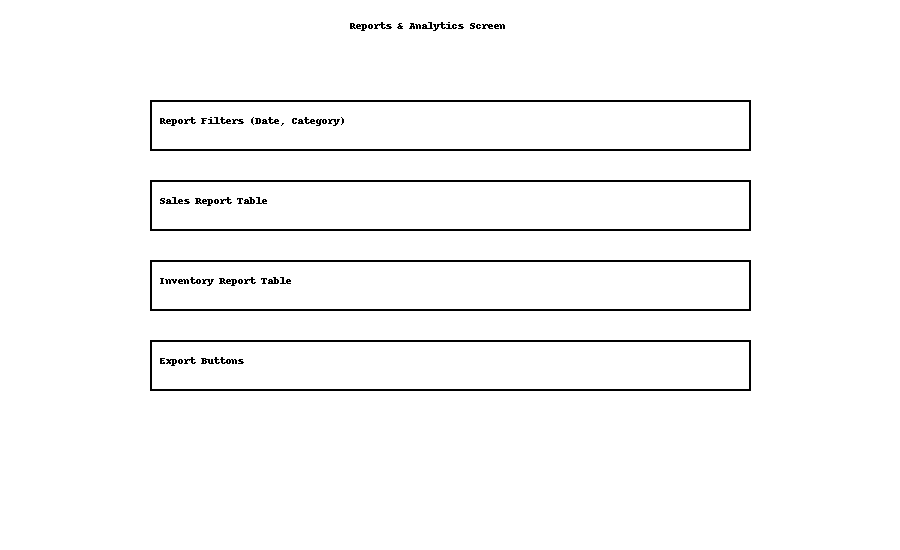 Reports & Analytics Screen
Report Filters (Date, Category)
Sales Report Table
Inventory Report Table
Export Buttons